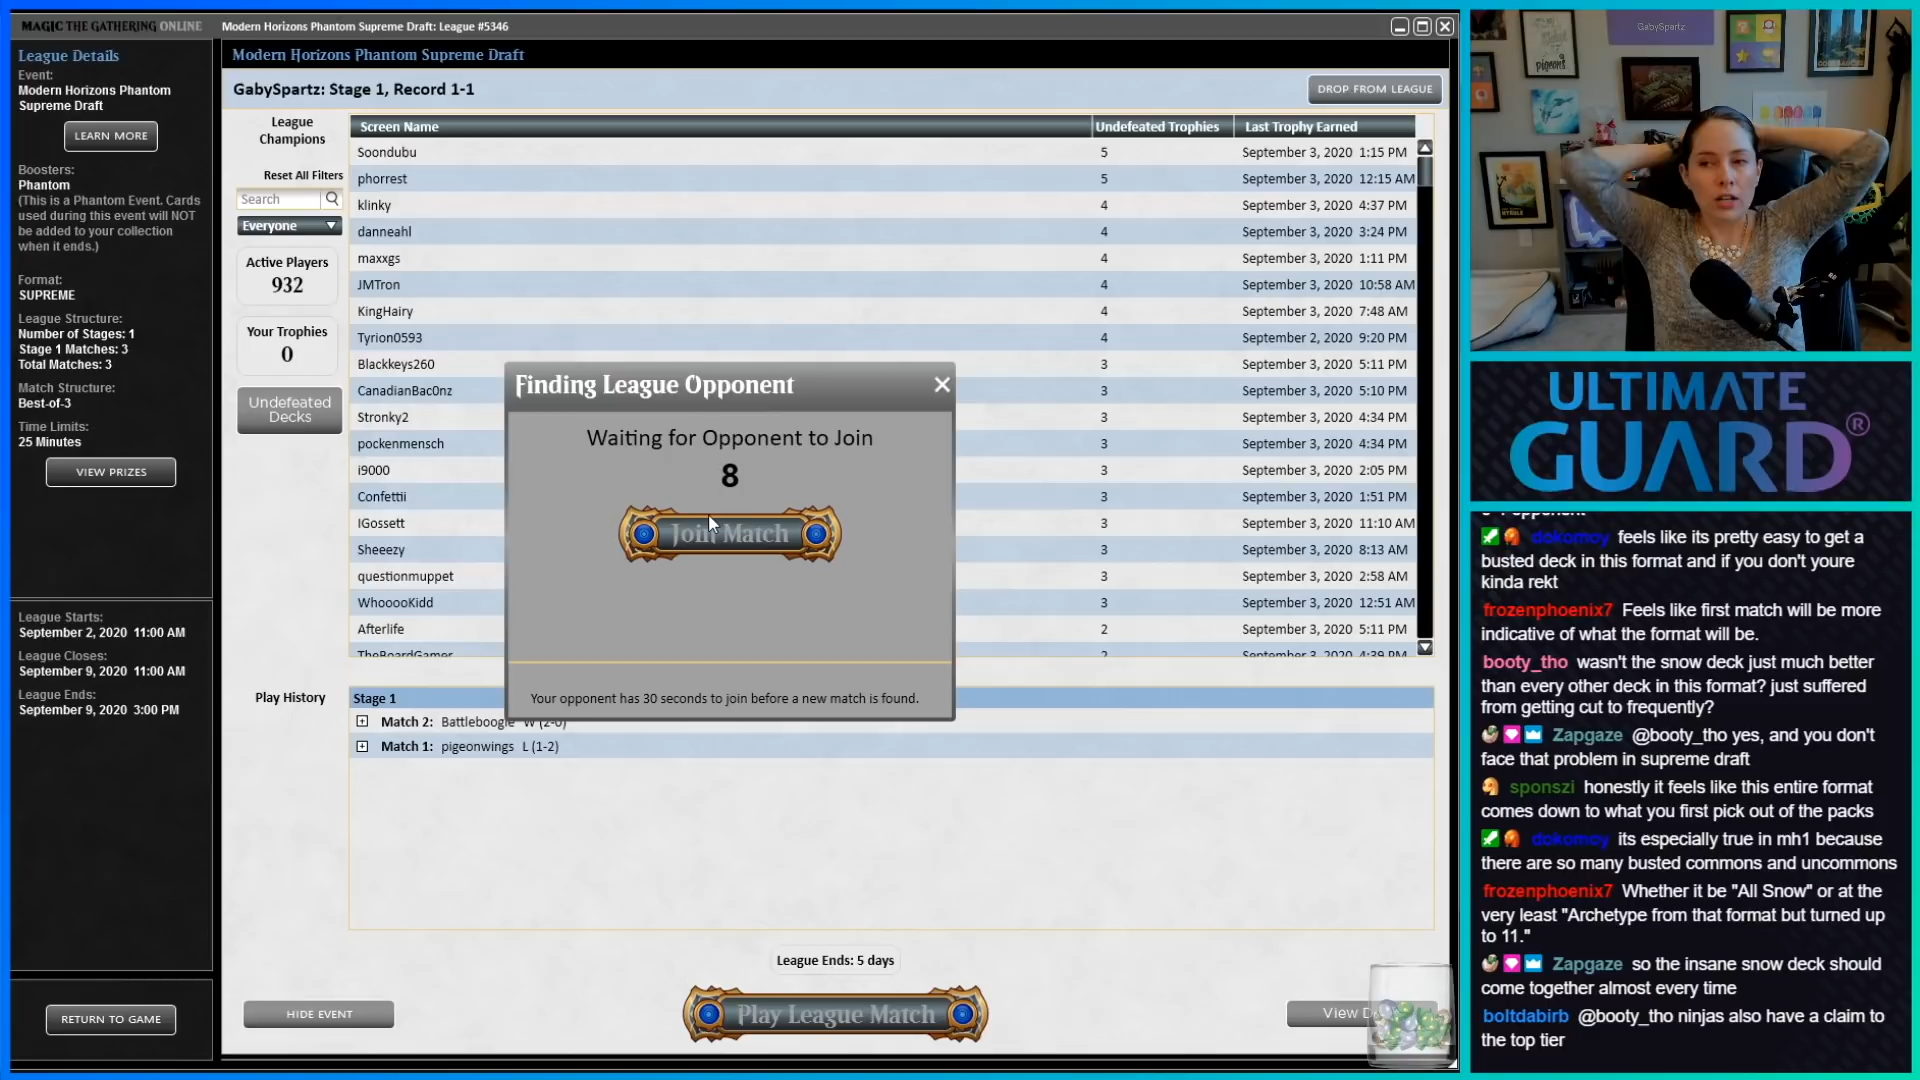 MAGIC THE GATHERING ONLINE
Modern Horizons Phantom Supreme Draft: League #5346
League Details
Event:
Modern Horizons Phantom
Supreme Draft
LEARN MORE
Boosters:
Phantom
(This is a Phantom Event. Cards
used during this event will NOT
be added to your collection
when it ends.)
Format:
SUPREME
League Structure:
Number of Stages: 1
Stage 1 Matches: 3
Total Matches: 3
Match Structure:
Best-of-3
Time Limits:
25 Minutes
VIEW PRIZES
League Starts:
September 2, 2020 11:00 AM
League Closes:
September 9, 2020 11:00 AM
League Ends:
September 9, 2020 3:00 PM
RETURN TO GAME
Modern Horizons Phantom Supreme Draft
GabySpartz: Stage 1, Record 1-1
DROP FROM LEAGUE
League
Champions
Reset All Filters
Search
Everyone
Active Players
932
Your Trophies
0
Undefeated
Decks
Screen Name Undefeated Trophies Last Trophy Earned
Soondubu 5 September 3, 2020 1:15 PM
phorrest 5 September 3, 2020 12:15 AM
klinky 4 September 3, 2020 4:37 PM
danneahl 4 September 3, 2020 3:24 PM
maxxgs 4 September 3, 2020 1:11 PM
JMTron 4 September 3, 2020 10:58 AM
KingHairy 4 September 3, 2020 7:48 AM
Tyrion0593 4 September 2, 2020 9:20 PM
Blackkeys260 3 September 3, 2020 5:11 PM
CanadianBac0nz 3 September 3, 2020 5:10 PM
Stronky2 3 September 3, 2020 4:34 PM
pockenmensch 3 September 3, 2020 4:34 PM
i9000 3 September 3, 2020 2:05 PM
Confettii 3 September 3, 2020 1:51 PM
IGossett 3 September 3, 2020 11:10 AM
Sheeezy 3 September 3, 2020 8:13 AM
questionmuppet 3 September 3, 2020 2:58 AM
WhooooKidd 3 September 3, 2020 12:51 AM
Afterlife 2 September 3, 2020 5:11 PM
TheBoardGamer 2 September 3, 2020 4:39 PM
Finding League Opponent
Waiting for Opponent to Join
8
Join Match
Your opponent has 30 seconds to join before a new match is found.
Play History
Stage 1
Match 2: Battleboogie W (2-0)
Match 1: pigeonwings L (1-2)
League Ends: 5 days
HIDE EVENT
Play League Match
View D
GabySpartz
pigeons
HYRULE
ULTIMATE
GUARD®
opponent
dokomoy feels like its pretty easy to get a
busted deck in this format and if you don't youre
kinda rekt
frozenphoenix7 Feels like first match will be more
indicative of what the format will be.
booty_tho wasn't the snow deck just much better
than every other deck in this format? just suffered
from getting cut to frequently?
Zapgaze @booty_tho yes, and you don't
face that problem in supreme draft
sponszi honestly it feels like this entire format
comes down to what you first pick out of the packs
dokomoy its especially true in mh1 because
there are so many busted commons and uncommons
frozenphoenix7 Whether it be "All Snow" or at the
very least "Archetype from that format but turned up
to 11."
Zapgaze so the insane snow deck should
come together almost every time
boltdabirb @booty_tho ninjas also have a claim to
the top tier